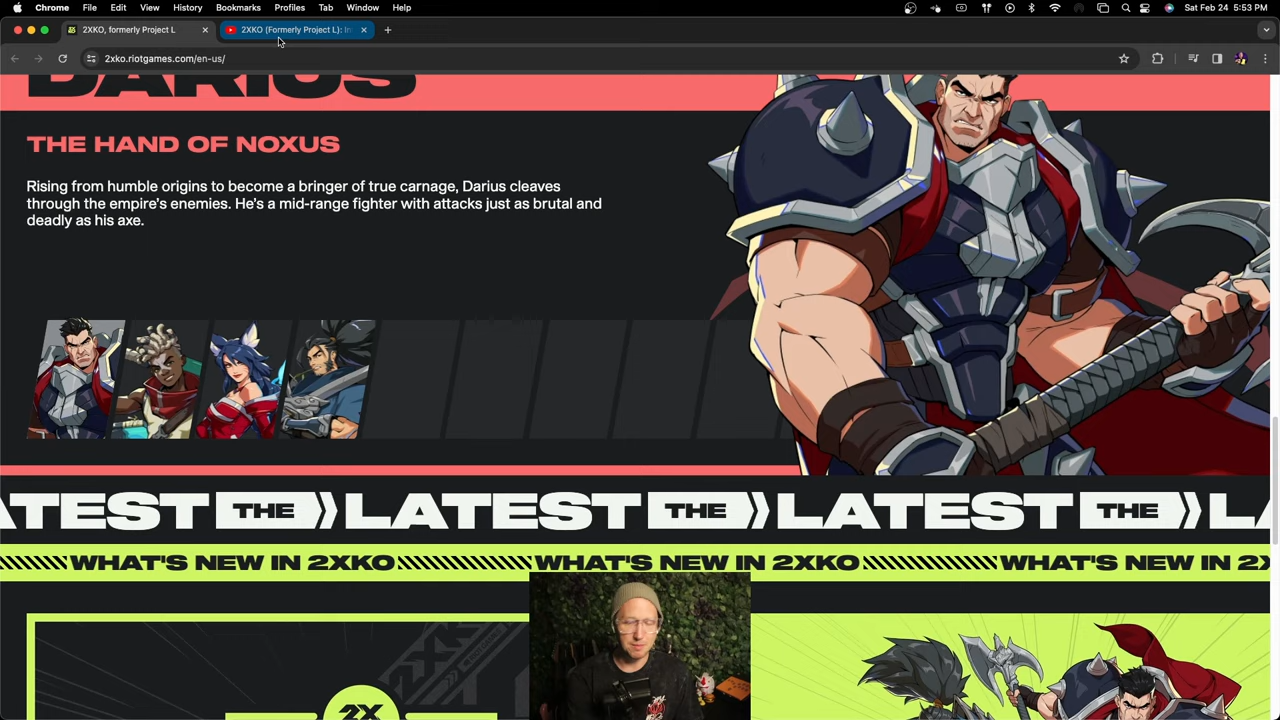 Chrome File Edit View History Bookmarks Profiles Tab Window Help Sat Feb 24 5:53 PM
2XKO, formerly Project L
2XKO (Formerly Project L): In
2xko.riotgames.com/en-us/
DARIUS
THE HAND OF NOXUS
Rising from humble origins to become a bringer of true carnage, Darius cleaves
through the empire's enemies. He's a mid-range fighter with attacks just as brutal and
deadly as his axe.
ATEST THE LATEST THE LATEST THE L
WHAT'S NEW IN 2XKO WHAT'S NEW IN 2XKO WHAT'S NEW IN 2X
2XKO
2X